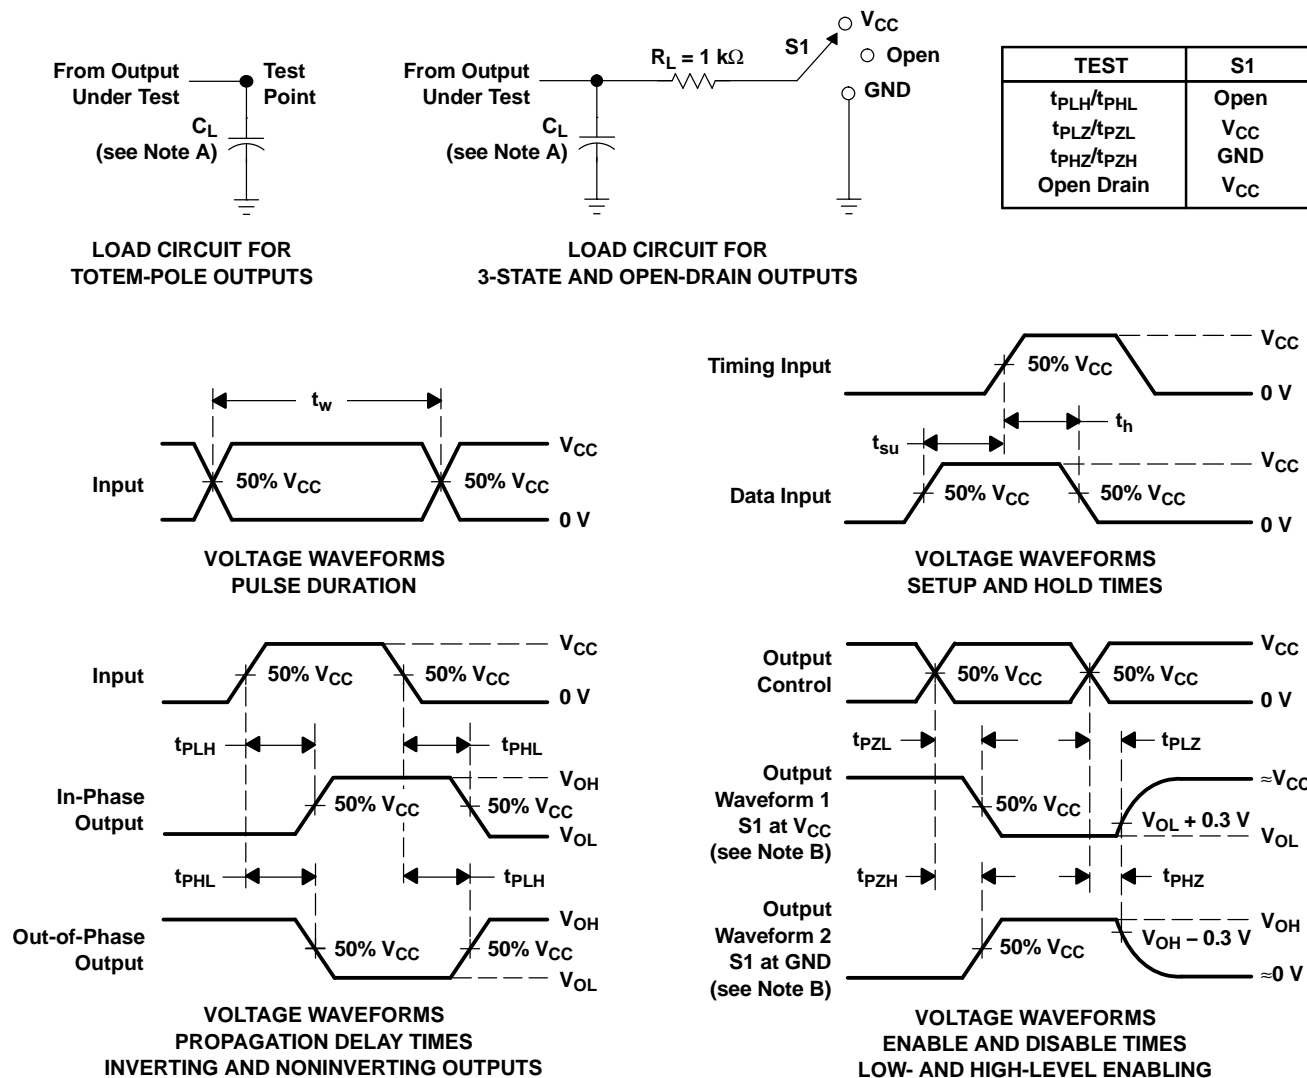 From Output
Under Test
Test
Point
CL
(see Note A)
LOAD CIRCUIT FOR
TOTEM-POLE OUTPUTS
From Output
Under Test
RL = 1 kΩ
S1
VCC
Open
GND
CL
(see Note A)
LOAD CIRCUIT FOR
3-STATE AND OPEN-DRAIN OUTPUTS
TEST S1
tPLH/tPHL Open
tPLZ/tPZL VCC
tPHZ/tPZH GND
Open Drain VCC
tw
Input
50% VCC
50% VCC
VCC
0 V
VOLTAGE WAVEFORMS
PULSE DURATION
Timing Input
50% VCC
VCC
0 V
tsu
th
Data Input
50% VCC
50% VCC
VCC
0 V
VOLTAGE WAVEFORMS
SETUP AND HOLD TIMES
Input
50% VCC
50% VCC
VCC
0 V
tPLH
tPHL
In-Phase
Output
50% VCC
50% VCC
VOH
VOL
tPHL
tPLH
Out-of-Phase
Output
50% VCC
50% VCC
VOH
VOL
VOLTAGE WAVEFORMS
PROPAGATION DELAY TIMES
INVERTING AND NONINVERTING OUTPUTS
Output
Control
50% VCC
50% VCC
VCC
0 V
tPZL
tPLZ
Output
Waveform 1
S1 at VCC
(see Note B)
50% VCC
VOL + 0.3 V
≈VCC
VOL
tPZH
tPHZ
Output
Waveform 2
S1 at GND
(see Note B)
50% VCC
VOH − 0.3 V
VOH
≈0 V
VOLTAGE WAVEFORMS
ENABLE AND DISABLE TIMES
LOW- AND HIGH-LEVEL ENABLING